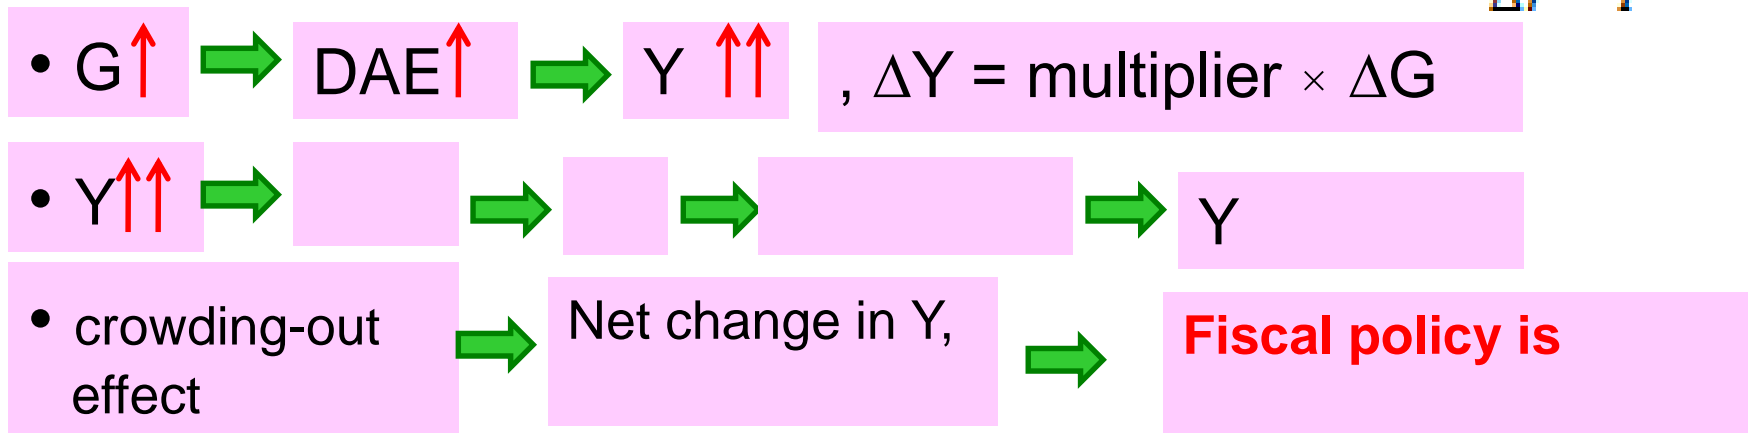 • G↑ DAE↑ Y ↑↑ , ΔY = multiplier × ΔG
• Y↑↑ Y
• crowding-out Net change in Y, Fiscal policy is
effect